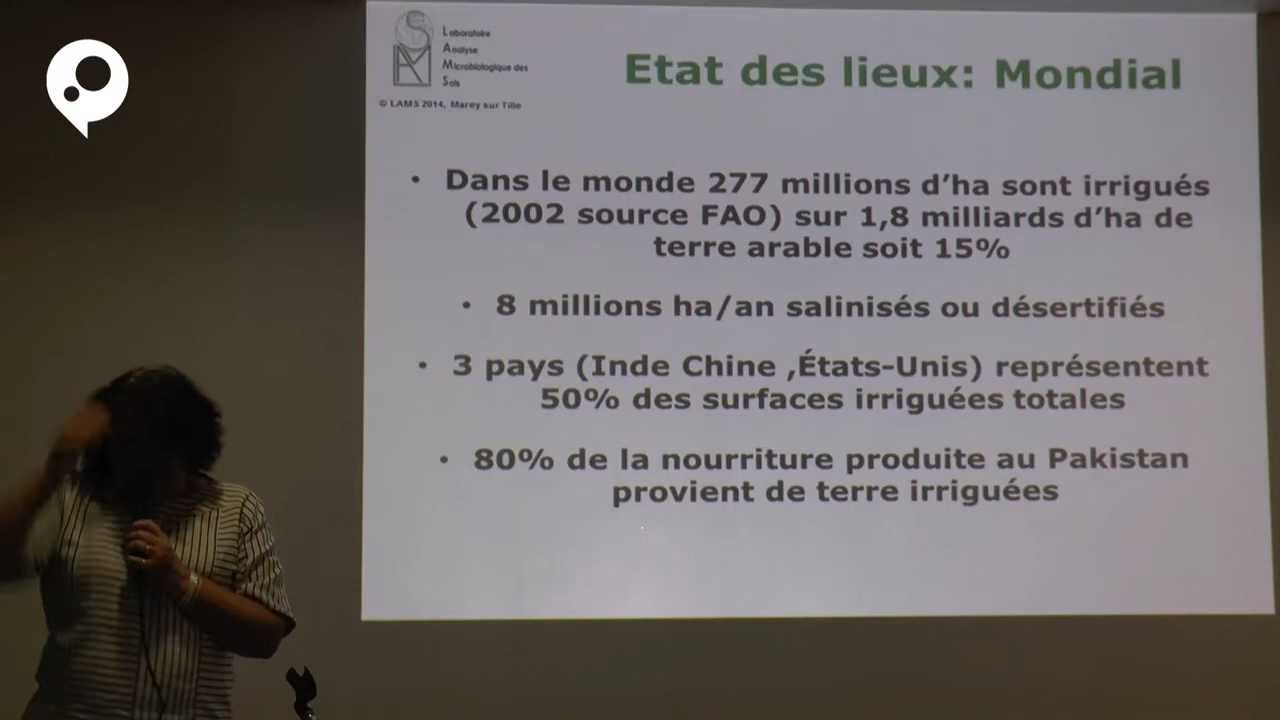 Laboratoire
Analyse
Microbiologique des
Sols
© LAMS 2014, Marey sur Tille
Etat des lieux: Mondial
• Dans le monde 277 millions d’ha sont irrigués
(2002 source FAO) sur 1,8 milliards d’ha de
terre arable soit 15%
• 8 millions ha/an salinisés ou désertifiés
• 3 pays (Inde Chine ,États-Unis) représentent
50% des surfaces irriguées totales
• 80% de la nourriture produite au Pakistan
provient de terre irriguées